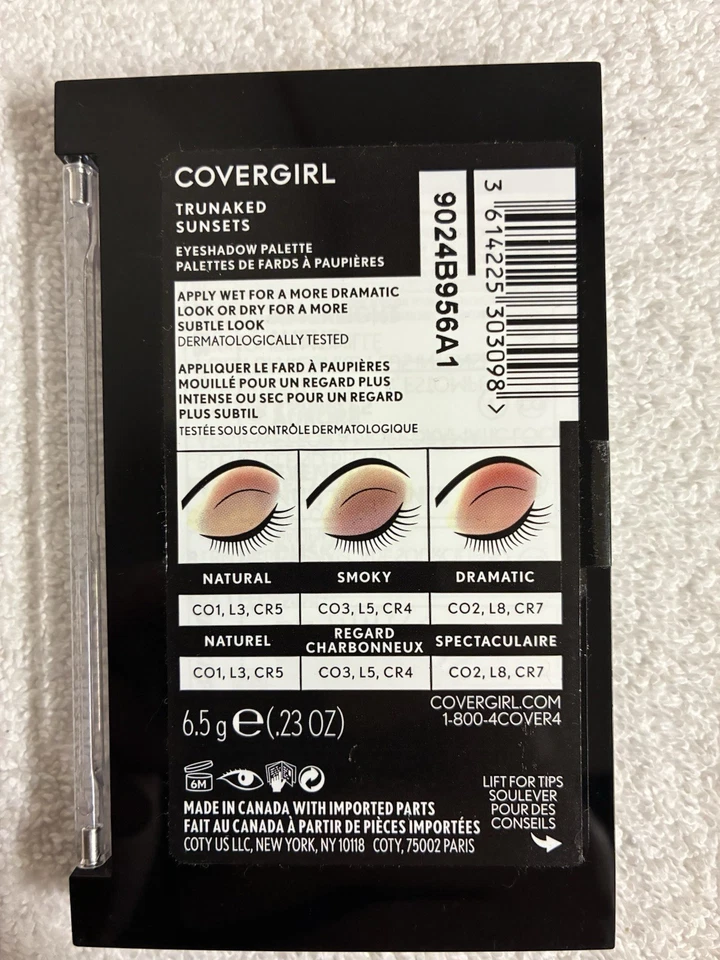 COVERGIRL
TRUNAKED
SUNSETS
EYESHADOW PALETTE
PALETTES DE FARDS À PAUPIÈRES
APPLY WET FOR A MORE DRAMATIC
LOOK OR DRY FOR A MORE
SUBTLE LOOK
DERMATOLOGICALLY TESTED
APPLIQUER LE FARD À PAUPIÈRES
MOUILLÉ POUR UN REGARD PLUS
INTENSE OU SEC POUR UN REGARD
PLUS SUBTIL
TESTÉE SOUS CONTRÔLE DERMATOLOGIQUE
9024B956A1
3 614225 303098 >
NATURAL SMOKY DRAMATIC
CO1, L3, CR5 CO3, L5, CR4 CO2, L8, CR7
NATUREL REGARD CHARBONNEUX SPECTACULAIRE
CO1, L3, CR5 CO3, L5, CR4 CO2, L8, CR7
6.5 g e (.23 OZ)
COVERGIRL.COM
1-800-4COVER4
6M
LIFT FOR TIPS
SOULEVER
POUR DES
CONSEILS
MADE IN CANADA WITH IMPORTED PARTS
FAIT AU CANADA À PARTIR DE PIÈCES IMPORTÉES
COTY US LLC, NEW YORK, NY 10118 COTY, 75002 PARIS